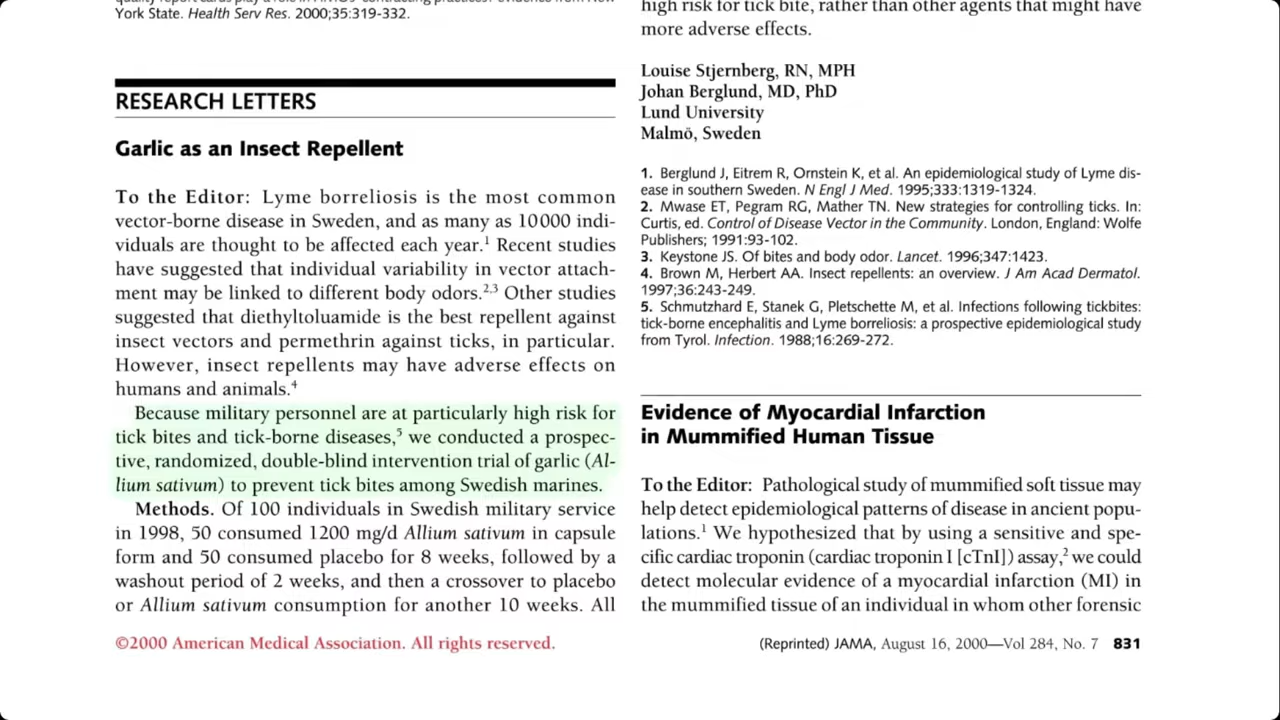 quality report cards play a role in HMOs' contracting practices? evidence from New
York State. Health Serv Res. 2000;35:319-332.
RESEARCH LETTERS
Garlic as an Insect Repellent
To the Editor: Lyme borreliosis is the most common
vector-borne disease in Sweden, and as many as 10000 indi-
viduals are thought to be affected each year.1 Recent studies
have suggested that individual variability in vector attach-
ment may be linked to different body odors.2,3 Other studies
suggested that diethyltoluamide is the best repellent against
insect vectors and permethrin against ticks, in particular.
However, insect repellents may have adverse effects on
humans and animals.4
Because military personnel are at particularly high risk for
tick bites and tick-borne diseases,5 we conducted a prospec-
tive, randomized, double-blind intervention trial of garlic (Al-
lium sativum) to prevent tick bites among Swedish marines.
Methods. Of 100 individuals in Swedish military service
in 1998, 50 consumed 1200 mg/d Allium sativum in capsule
form and 50 consumed placebo for 8 weeks, followed by a
washout period of 2 weeks, and then a crossover to placebo
or Allium sativum consumption for another 10 weeks. All
high risk for tick bite, rather than other agents that might have
more adverse effects.
Louise Stjernberg, RN, MPH
Johan Berglund, MD, PhD
Lund University
Malmö, Sweden
1. Berglund J, Eitrem R, Ornstein K, et al. An epidemiological study of Lyme dis-
ease in southern Sweden. N Engl J Med. 1995;333:1319-1324.
2. Mwase ET, Pegram RG, Mather TN. New strategies for controlling ticks. In:
Curtis, ed. Control of Disease Vector in the Community. London, England: Wolfe
Publishers; 1991:93-102.
3. Keystone JS. Of bites and body odor. Lancet. 1996;347:1423.
4. Brown M, Herbert AA. Insect repellents: an overview. J Am Acad Dermatol.
1997;36:243-249.
5. Schmutzhard E, Stanek G, Pletschette M, et al. Infections following tickbites:
tick-borne encephalitis and Lyme borreliosis: a prospective epidemiological study
from Tyrol. Infection. 1988;16:269-272.
Evidence of Myocardial Infarction
in Mummified Human Tissue
To the Editor: Pathological study of mummified soft tissue may
help detect epidemiological patterns of disease in ancient popu-
lations.1 We hypothesized that by using a sensitive and spe-
cific cardiac troponin (cardiac troponin I [cTnI]) assay,2 we could
detect molecular evidence of a myocardial infarction (MI) in
the mummified tissue of an individual in whom other forensic
©2000 American Medical Association. All rights reserved.
(Reprinted) JAMA, August 16, 2000—Vol 284, No. 7 831